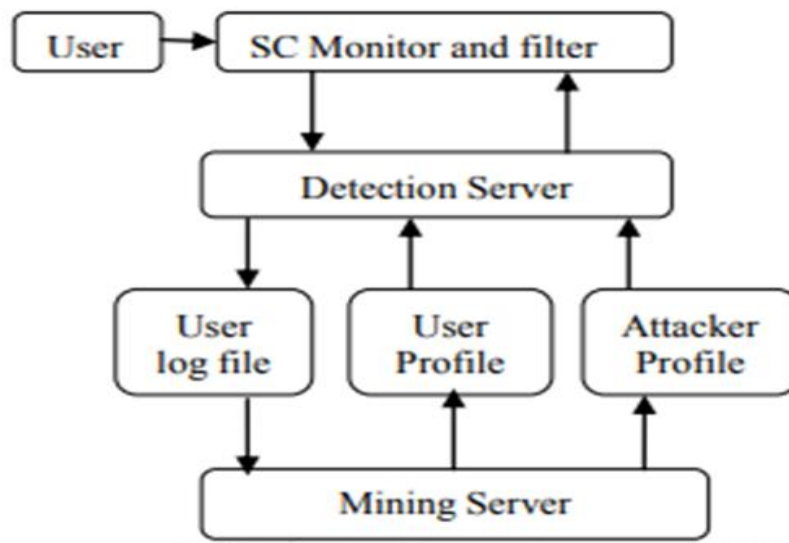 User
SC Monitor and filter
Detection Server
User
log file
User
Profile
Attacker
Profile
Mining Server